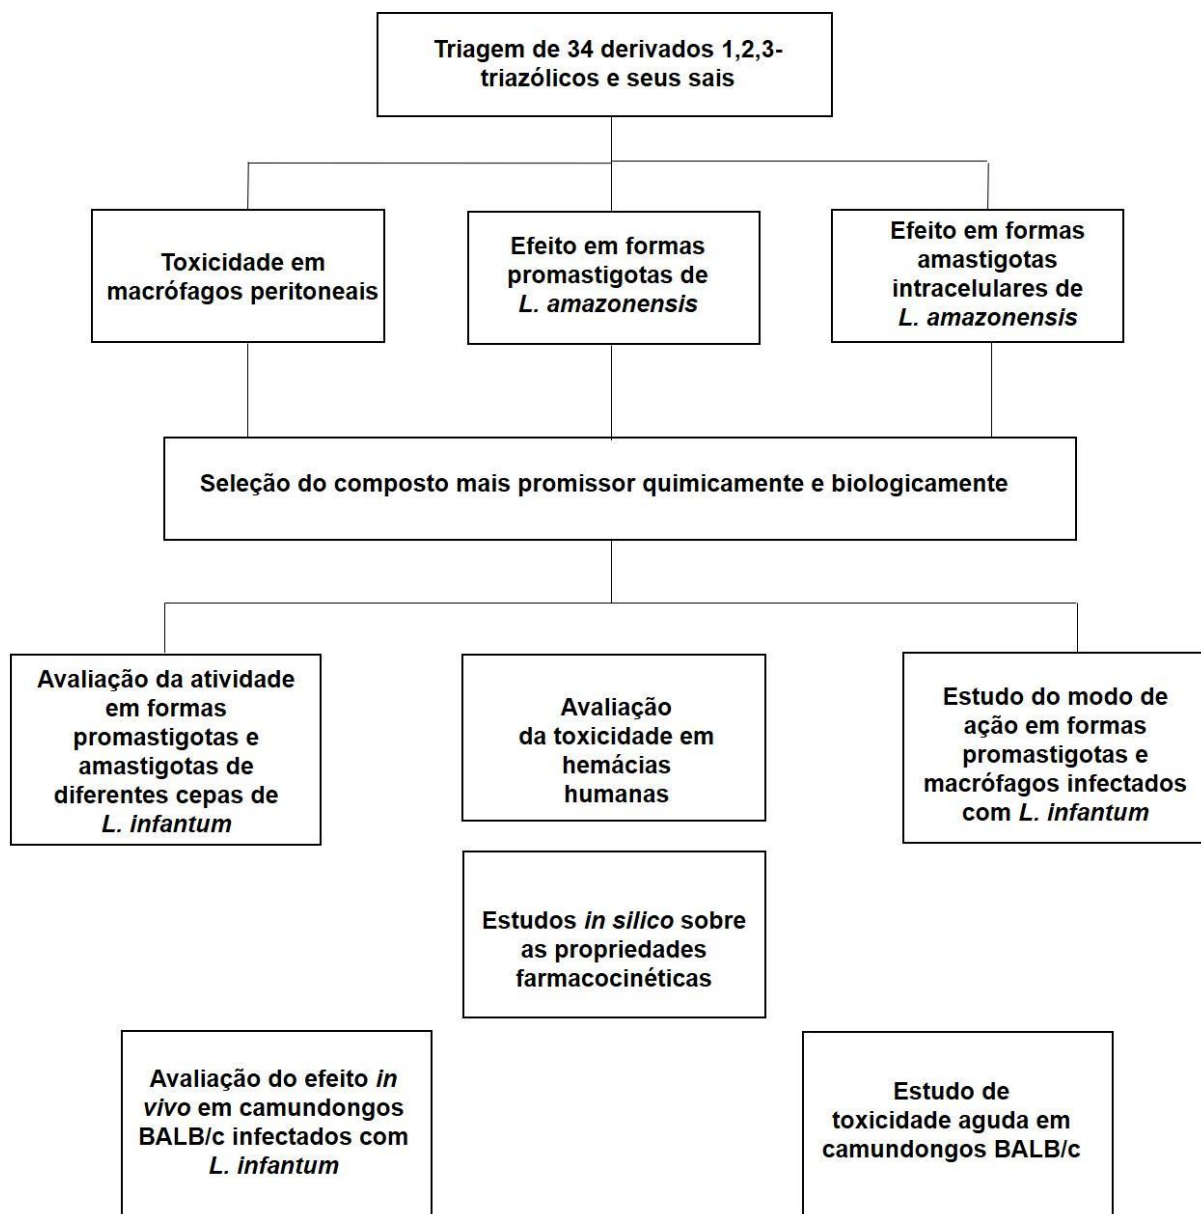 Triagem de 34 derivados 1,2,3-
triazólicos e seus sais
Toxicidade em
macrófagos peritoneais
Efeito em formas
promastigotas de
L. amazonensis
Efeito em formas
amastigotas
intracelulares de
L. amazonensis
Seleção do composto mais promissor quimicamente e biologicamente
Avaliação da atividade
em formas
promastigotas e
amastigotas de
diferentes cepas de
L. infantum
Avaliação
da toxicidade em
hemácias
humanas
Estudo do modo de
ação em formas
promastigotas e
macrófagos infectados
com L. infantum
Estudos in silico sobre
as propriedades
farmacocinéticas
Avaliação do efeito in
vivo em camundongos
BALB/c infectados com
L. infantum
Estudo de
toxicidade aguda em
camundongos BALB/c